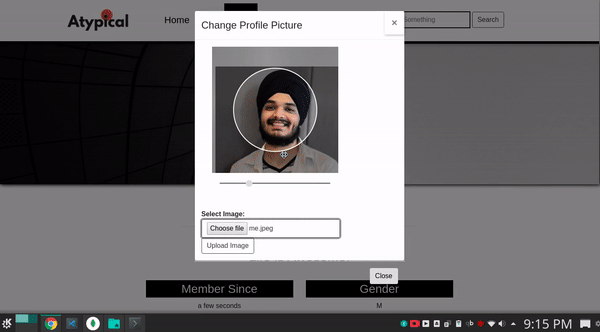 Atypical
Home
Something
Search
Change Profile Picture
×
Select Image:
Choose file me.jpeg
Upload Image
Close
Member Since
Gender
a few seconds
M
9:15 PM